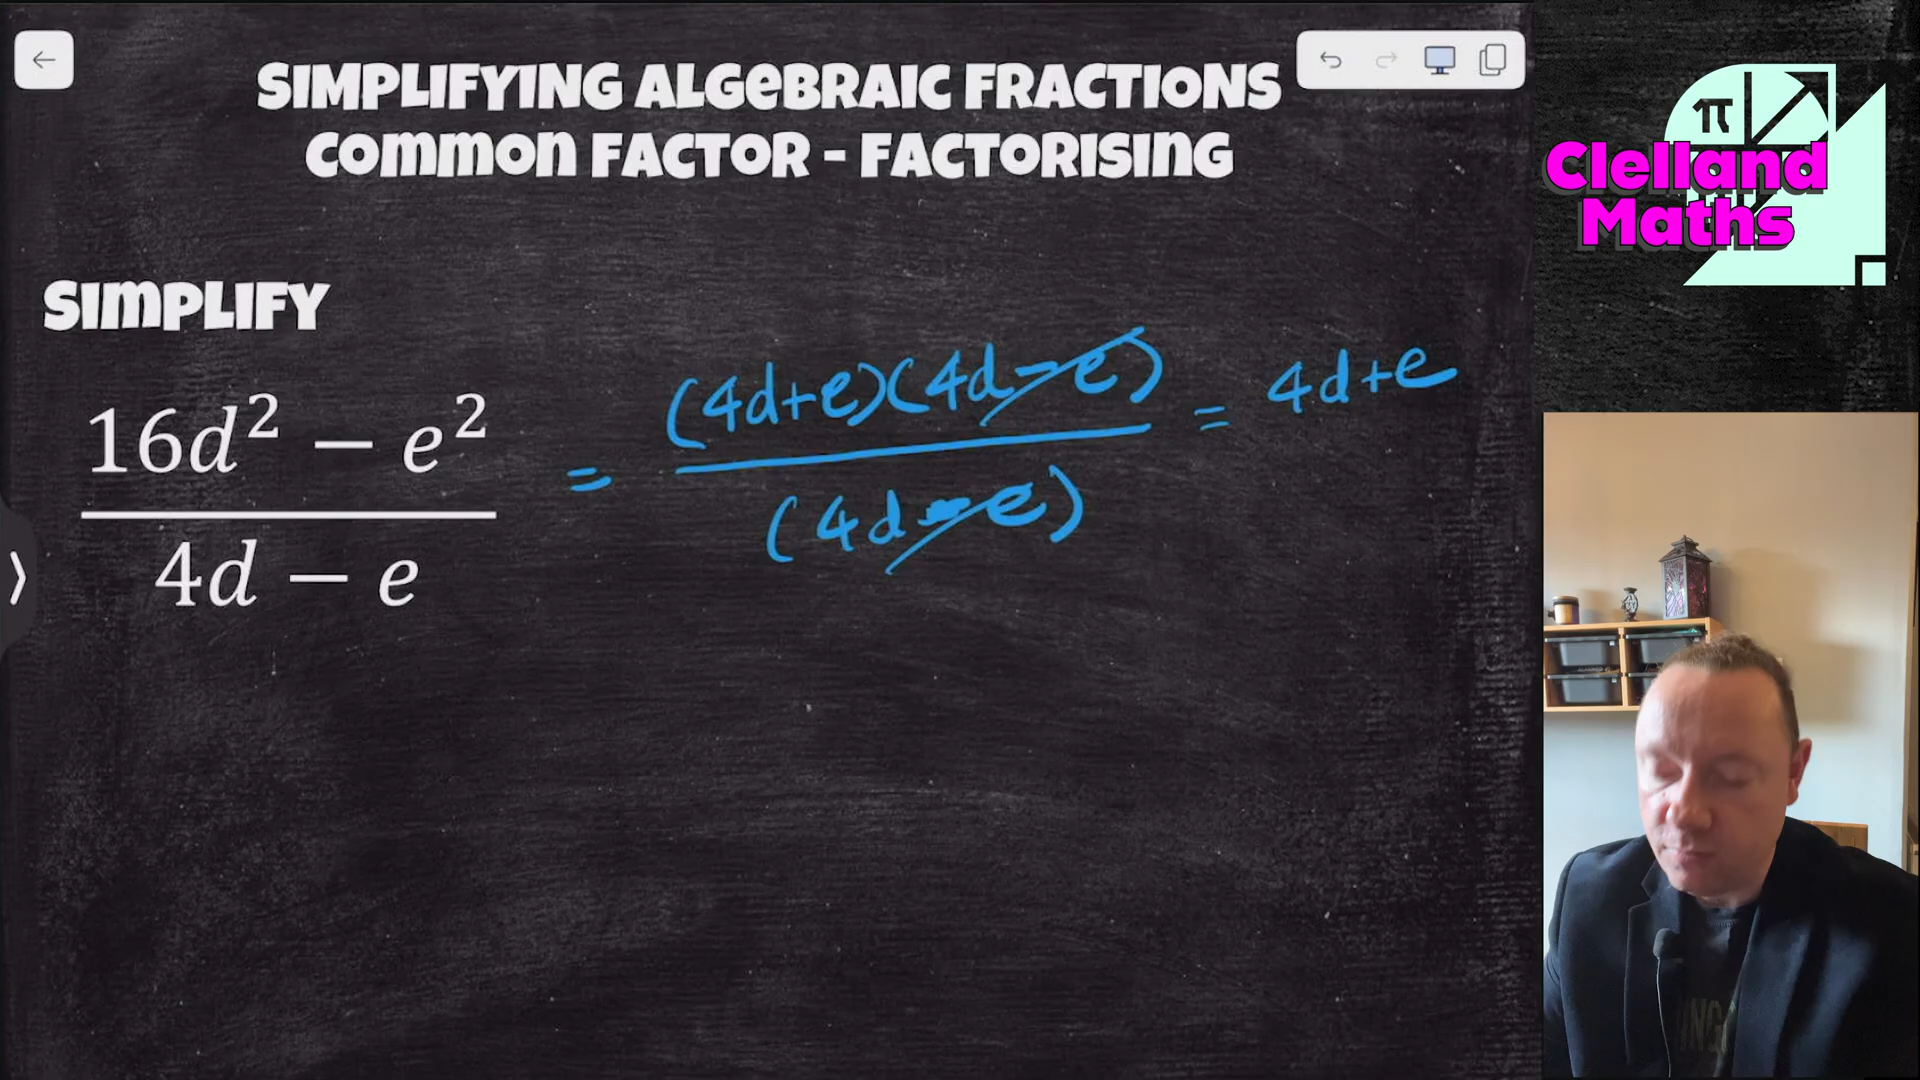 SIMPLIFYING ALGEBRAIC FRACTIONS
COMMON FACTOR - FACTORISING
π
Clelland
Maths
SIMPLIFY
16d² − e²
4d − e
= (4d+e)(4d-e)
(4d-e)
= 4d+e